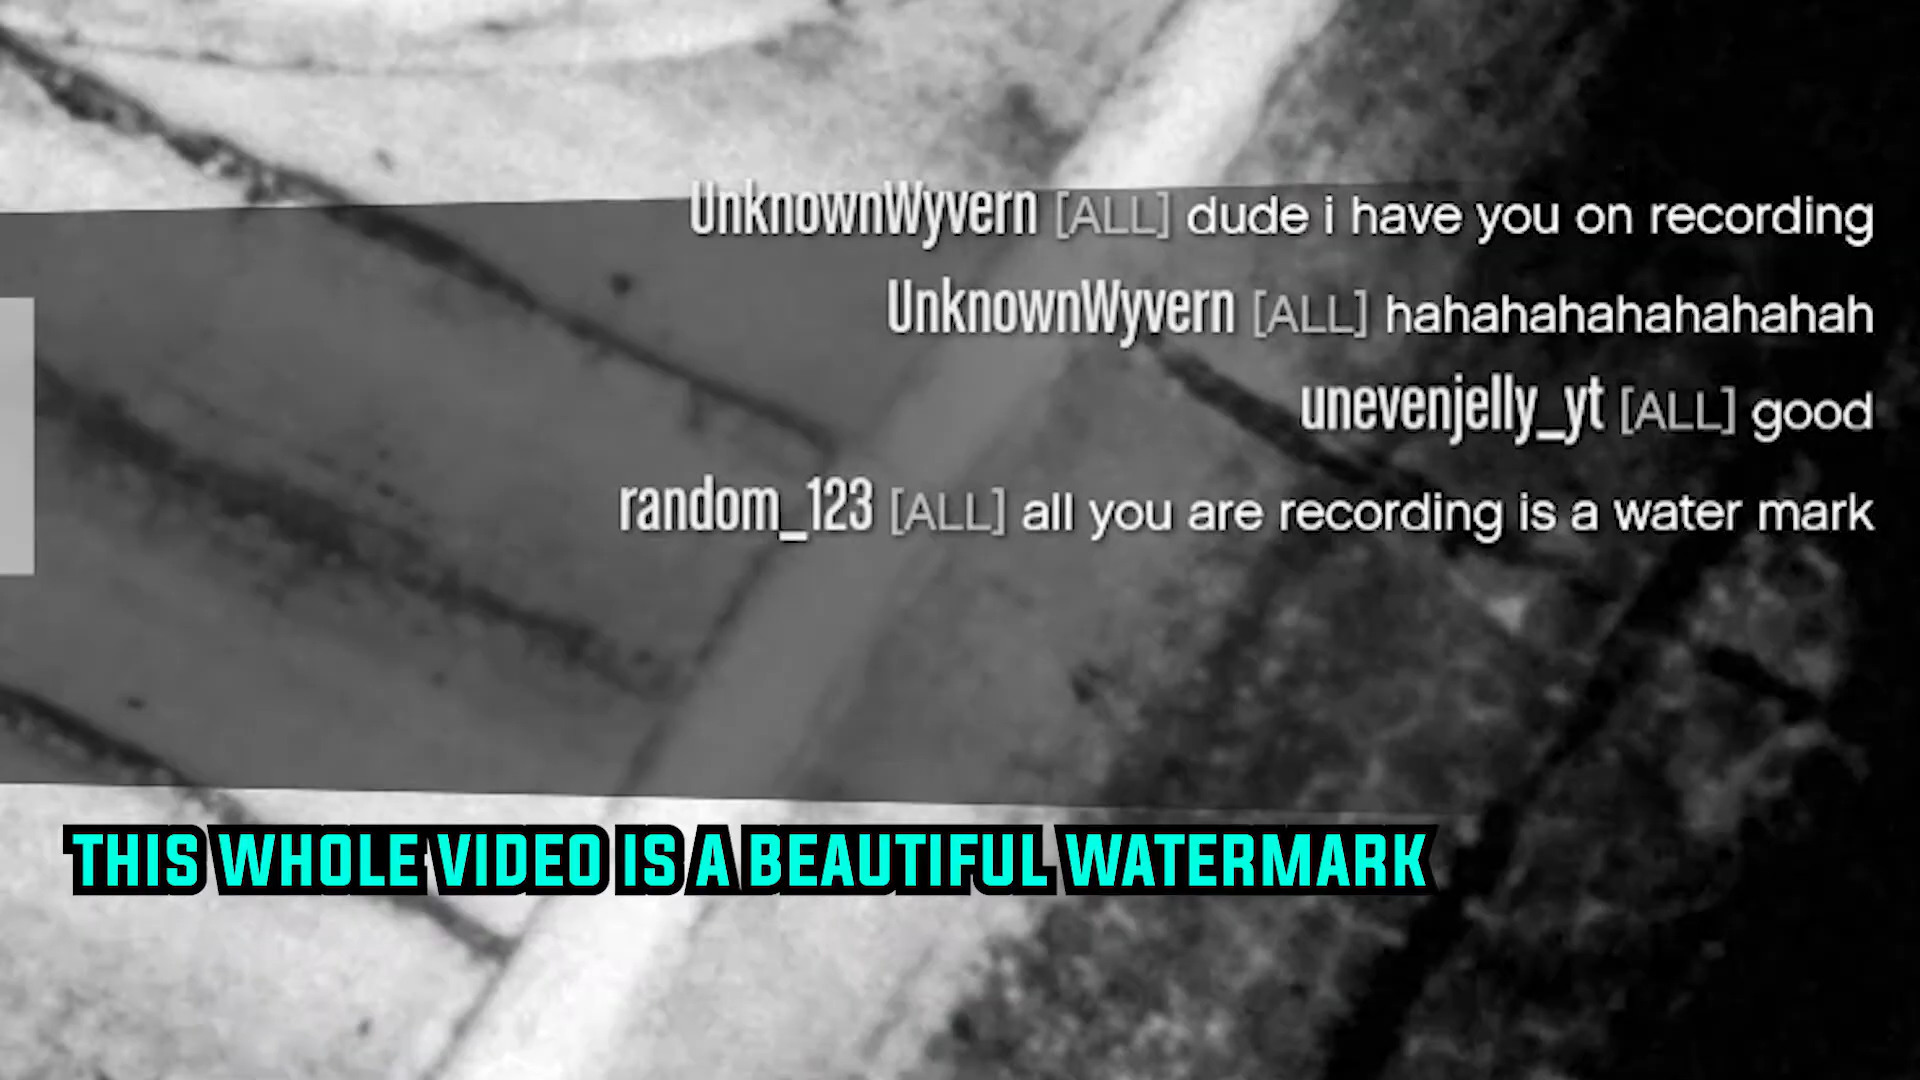 UnknownWyvern [ALL] dude i have you on recording
UnknownWyvern [ALL] hahahahahahahahah
unevenjelly_yt [ALL] good
random_123 [ALL] all you are recording is a water mark
THIS WHOLE VIDEO IS A BEAUTIFUL WATERMARK